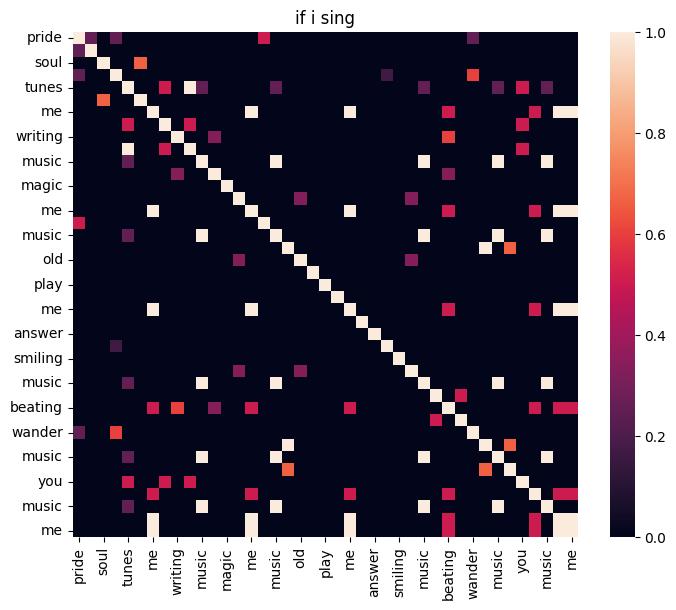 if i sing
pride
soul
tunes
me
writing
music
magic
me
music
old
play
me
answer
smiling
music
beating
wander
music
you
music
me
1.0
0.8
0.6
0.4
0.2
0.0
pride
soul
tunes
me
writing
music
magic
me
music
old
play
me
answer
smiling
music
beating
wander
music
you
music
me